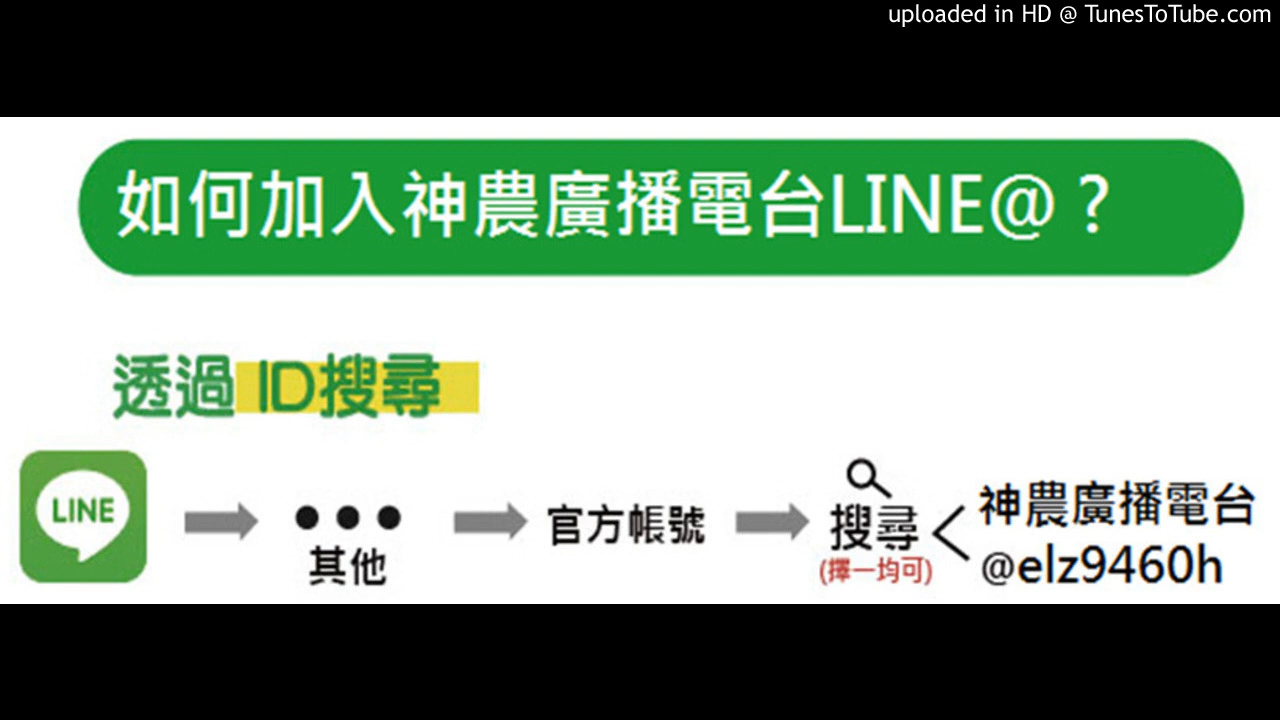 uploaded in HD @ TunesToTube.com
如何加入神農廣播電台LINE@？
透過 ID搜尋
LINE
其他
官方帳號
搜尋
(擇一均可)
神農廣播電台
@elz9460h